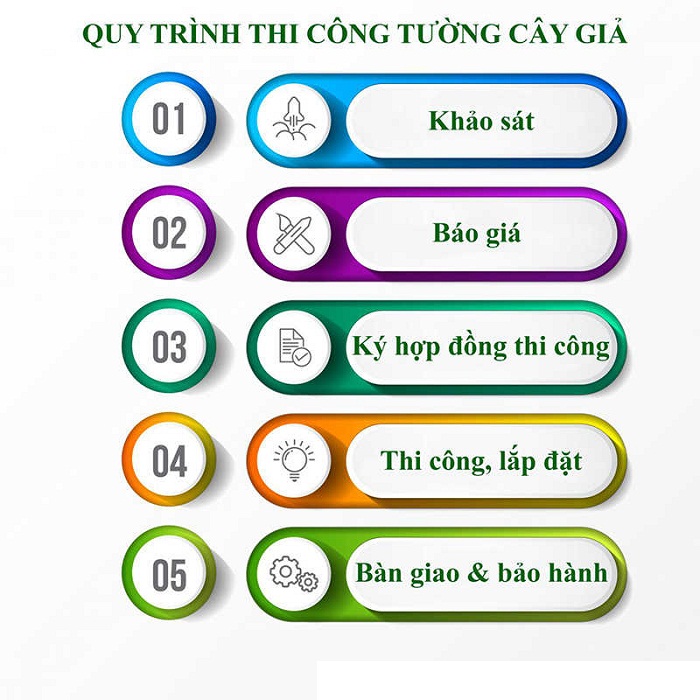 QUY TRÌNH THI CÔNG TƯỜNG CÂY GIẢ
01
Khảo sát
02
Báo giá
03
Ký hợp đồng thi công
04
Thi công, lắp đặt
05
Bàn giao & bảo hành